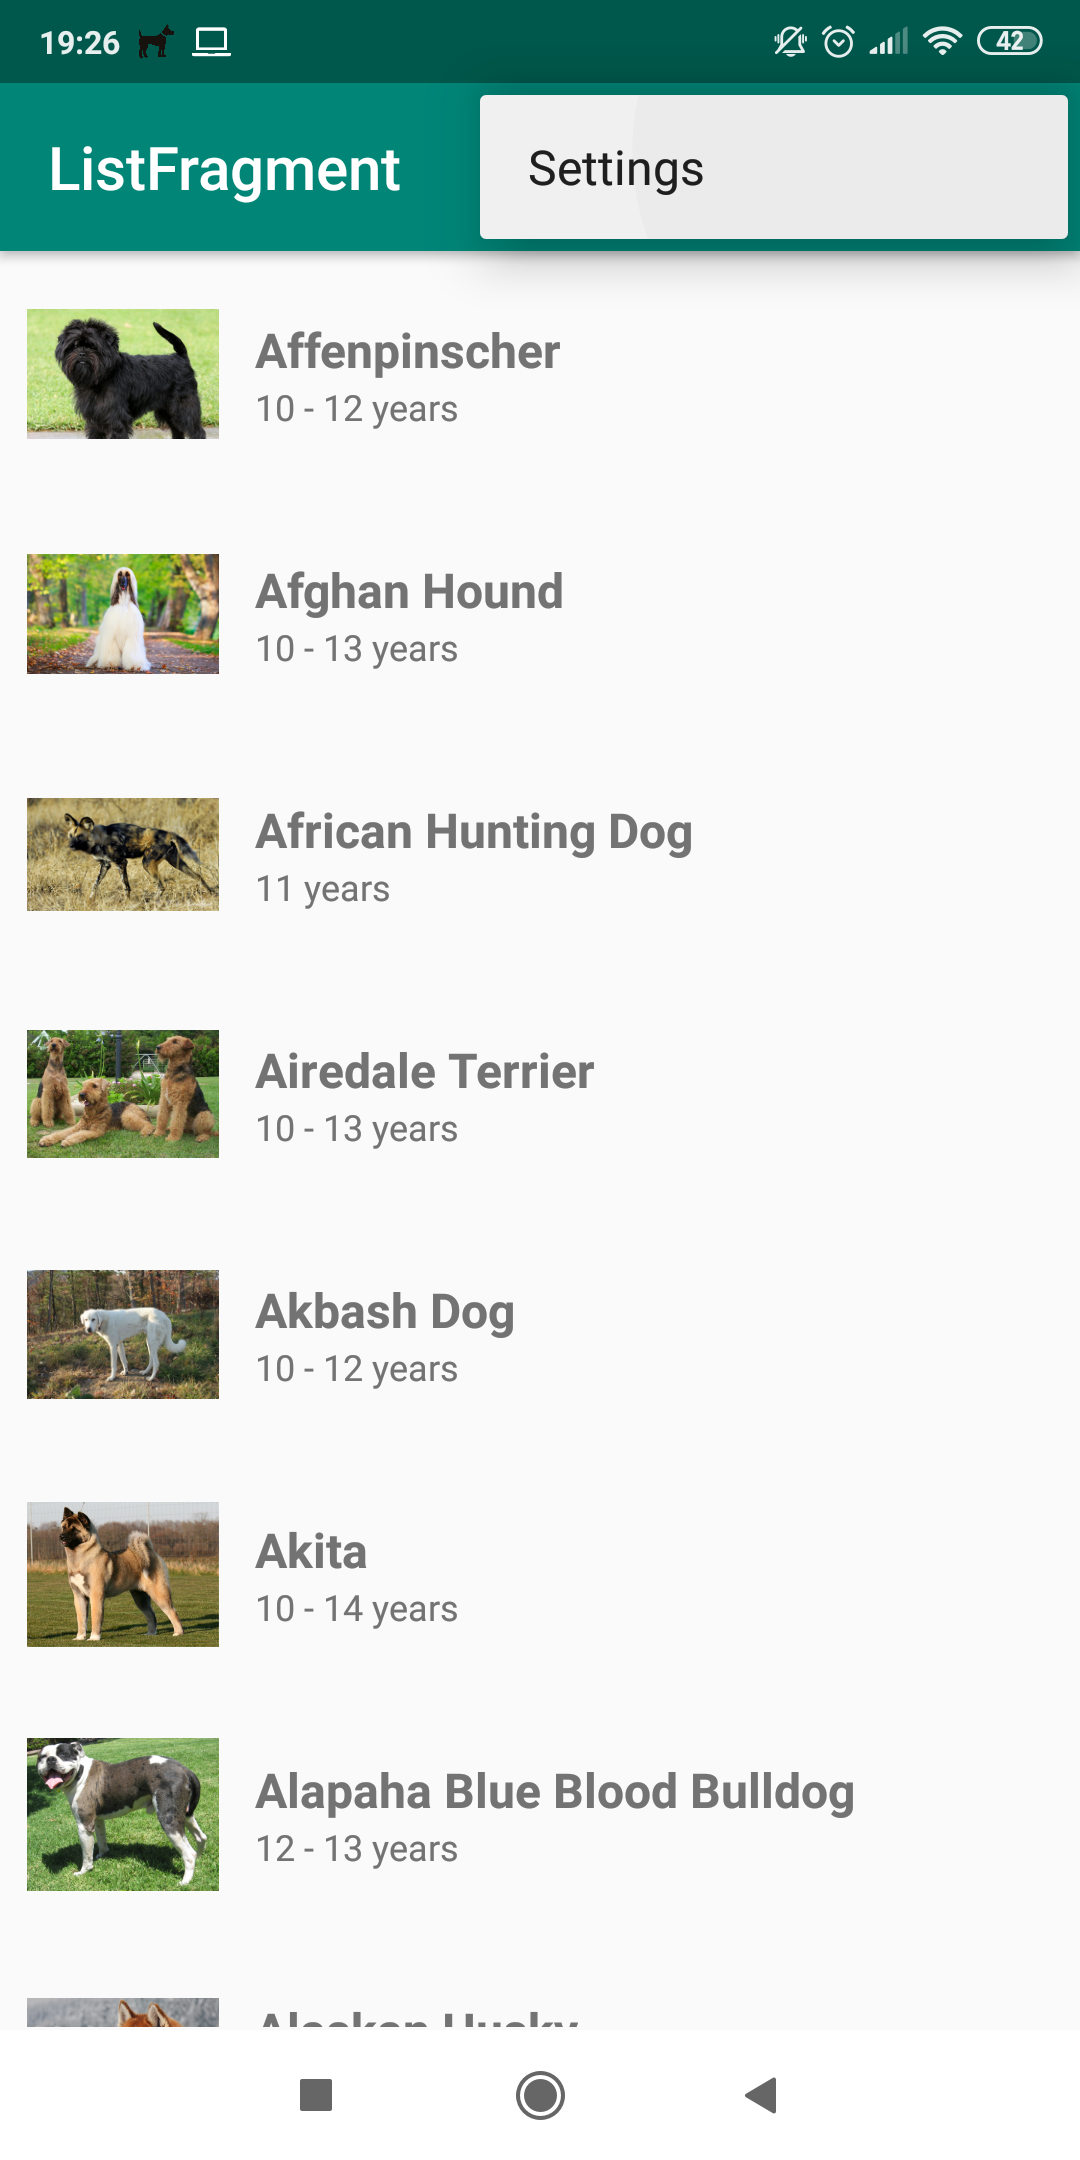 19:26
42
ListFragment
Settings
Affenpinscher
10 - 12 years
Afghan Hound
10 - 13 years
African Hunting Dog
11 years
Airedale Terrier
10 - 13 years
Akbash Dog
10 - 12 years
Akita
10 - 14 years
Alapaha Blue Blood Bulldog
12 - 13 years
Alaskan Husky